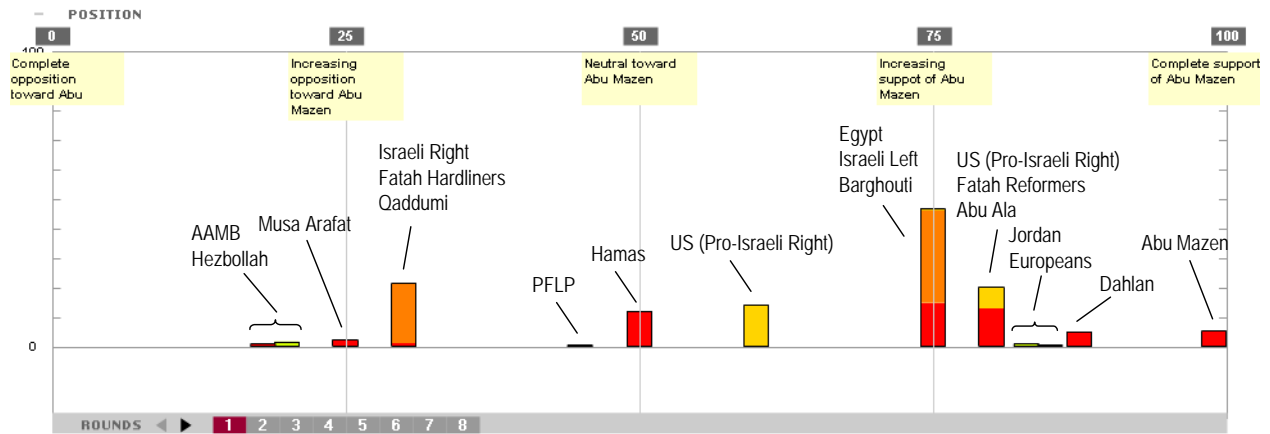 POSITION
0
25
50
75
100
100
Complete
opposition
toward Abu
Increasing
opposition
toward Abu
Mazen
Neutral toward
Abu Mazen
Increasing
suppot of Abu
Mazen
Complete support
of Abu Mazen
AAMB
Hezbollah
Musa Arafat
Israeli Right
Fatah Hardliners
Qaddumi
PFLP
Hamas
US (Pro-Israeli Right)
Egypt
Israeli Left
Barghouti
US (Pro-Israeli Right)
Fatah Reformers
Abu Ala
Jordan
Europeans
Dahlan
Abu Mazen
0
ROUNDS 1 2 3 4 5 6 7 8